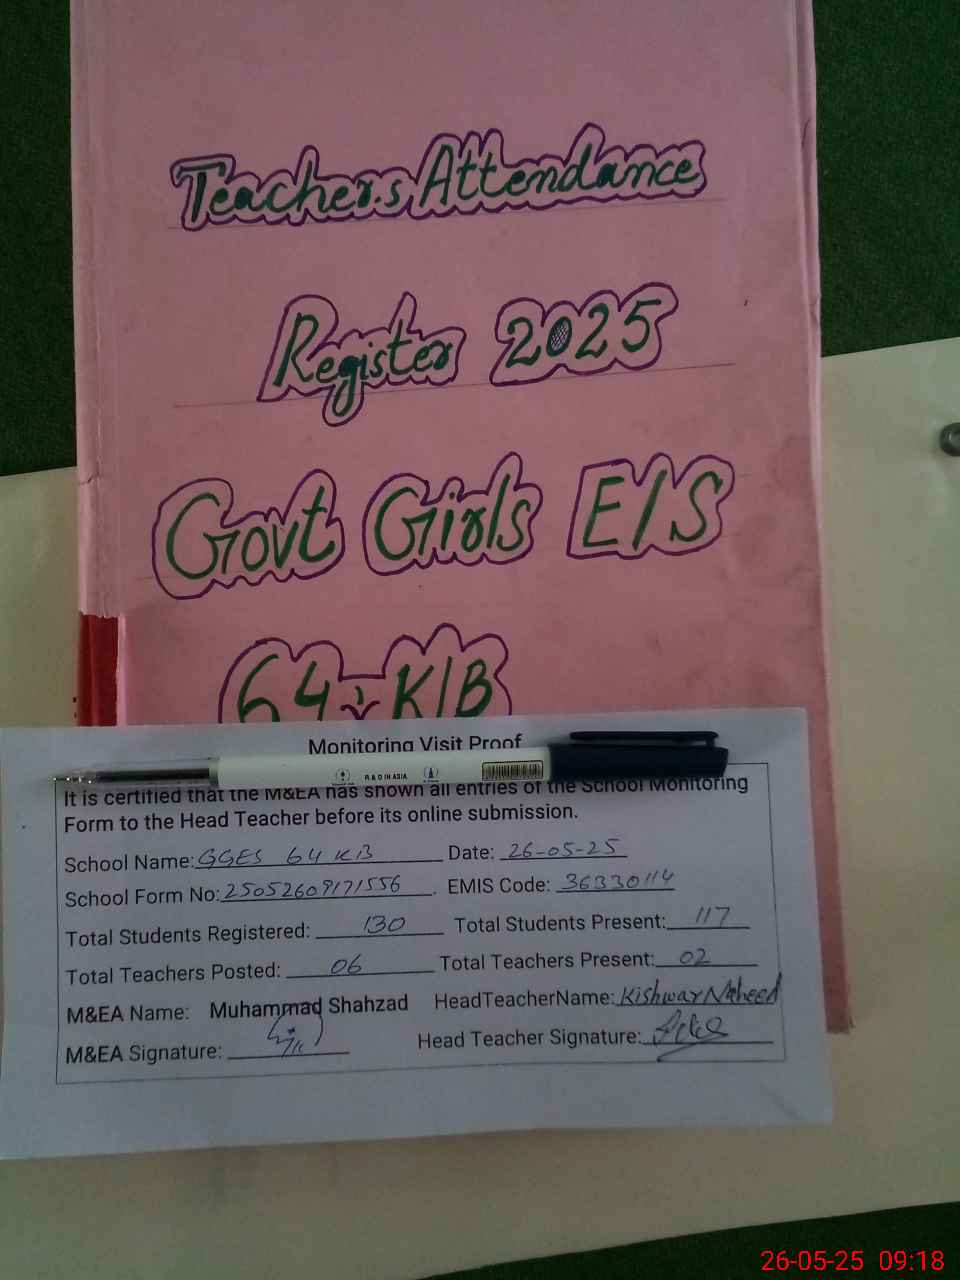 Teacher.s Attendance
Register 2025
Govt Girls E/S
64 K/B
Monitoring Visit Proof
R & D IN ASIA
It is certified that the M&EA has shown all entries of the School Monitoring
Form to the Head Teacher before its online submission.
School Name: GGES 64 KB Date: 26-05-25
School Form No: 25052609171556 EMIS Code: 36330114
Total Students Registered: 130 Total Students Present: 117
Total Teachers Posted: 06 Total Teachers Present: 02
M&EA Name: Muhammad Shahzad HeadTeacherName: Kishwar Naheed
M&EA Signature: Head Teacher Signature:
26-05-25 09:18